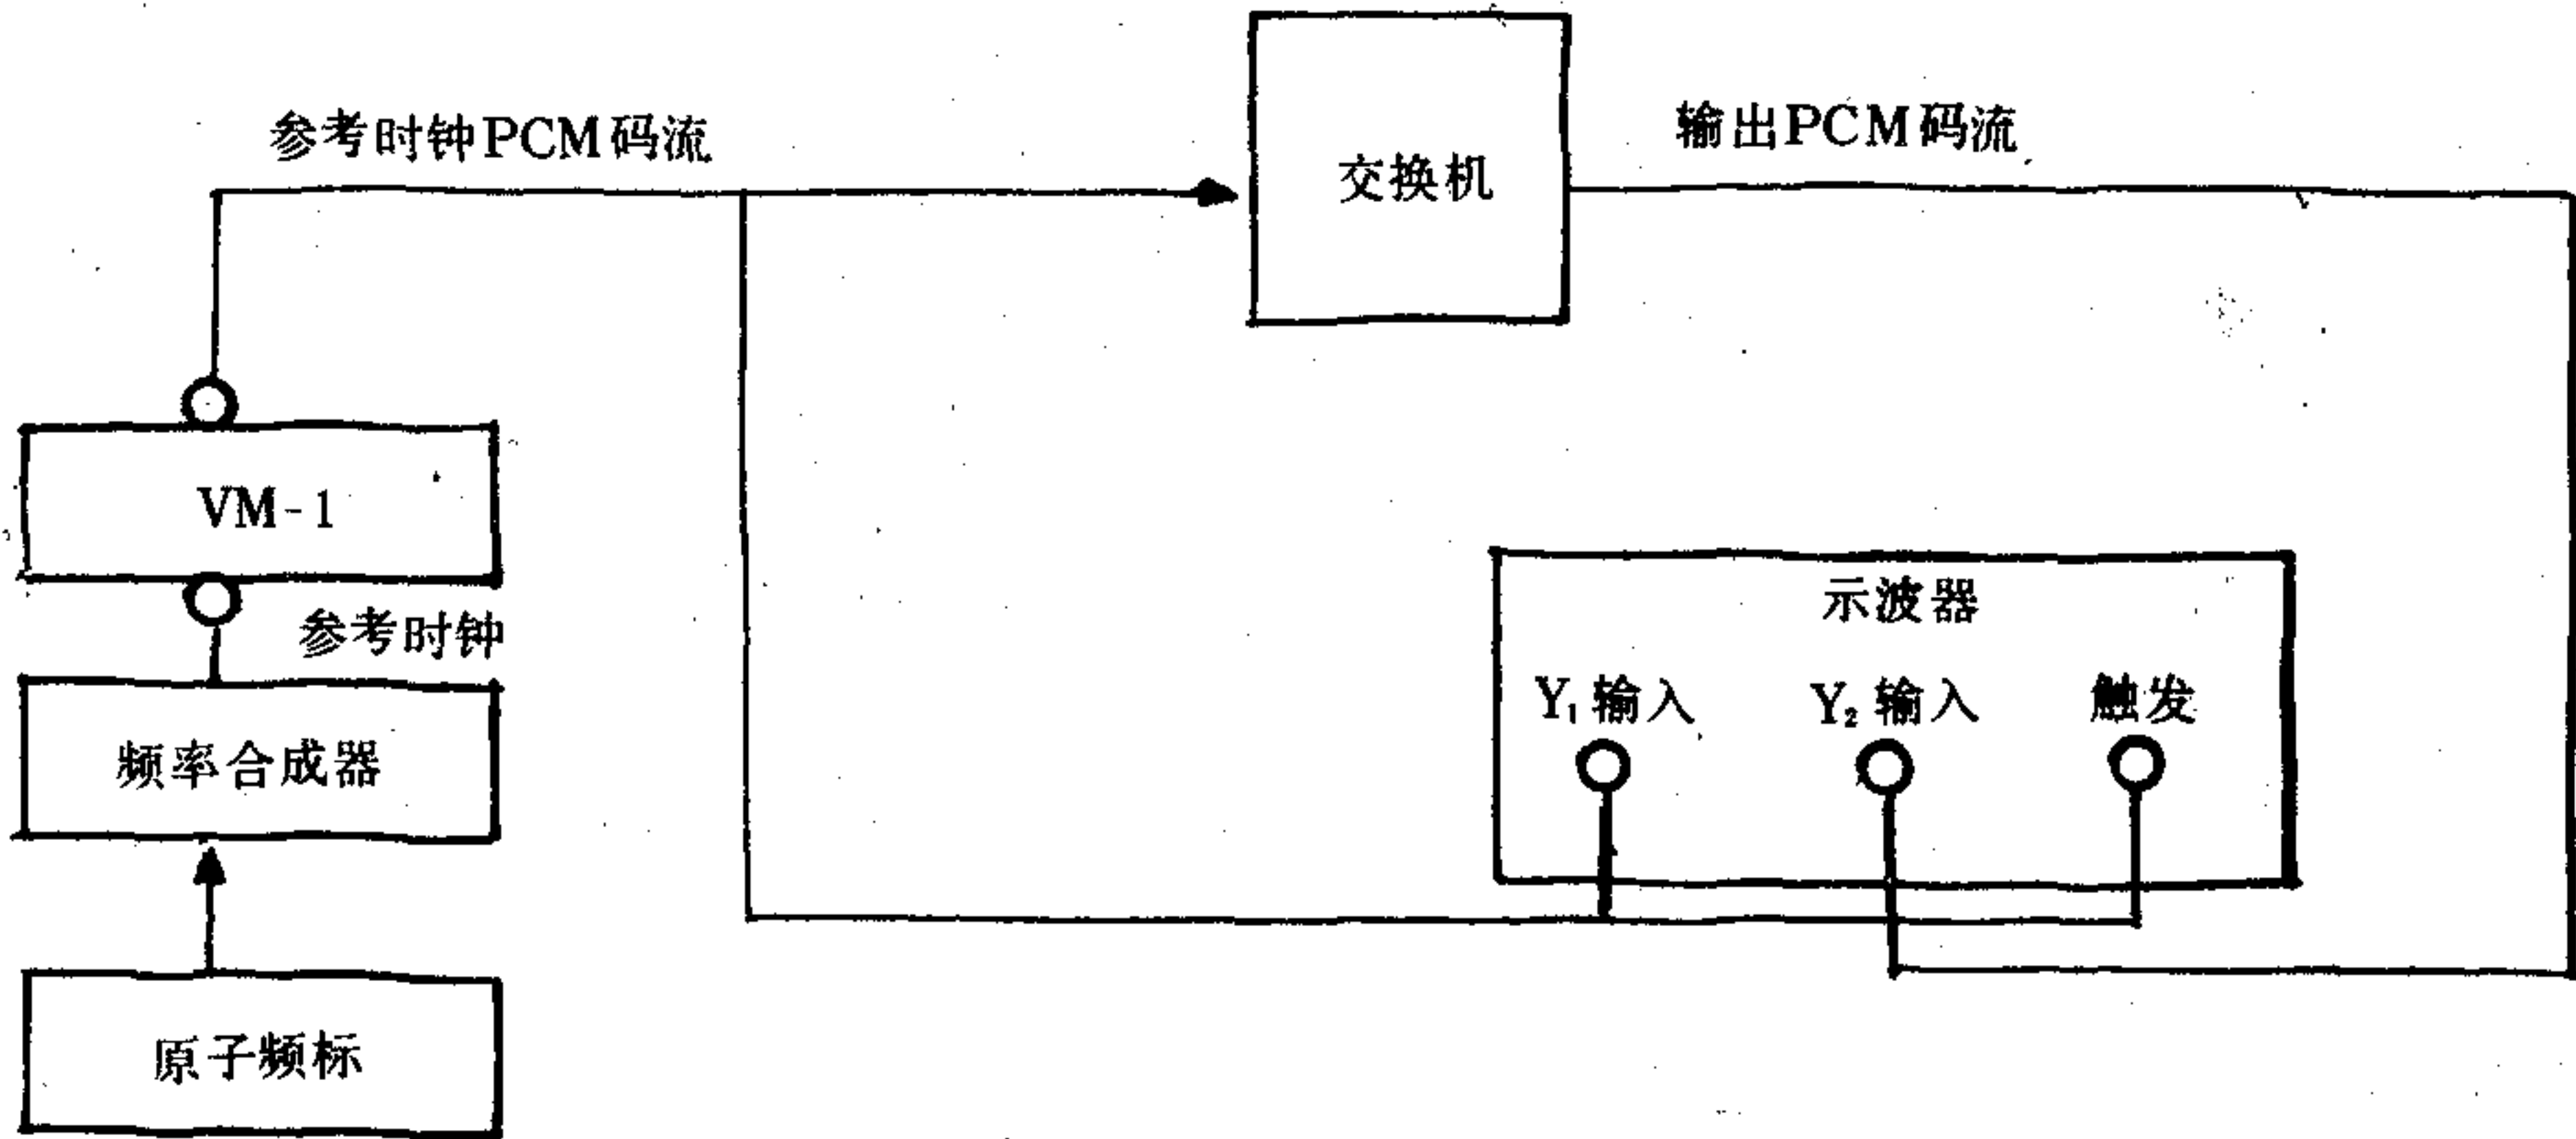 参考时钟PCM码流
输出PCM码流
交换机
VM-1
参考时钟
示波器
Y₁ 输入
Y₂ 输入
触发
频率合成器
原子频标